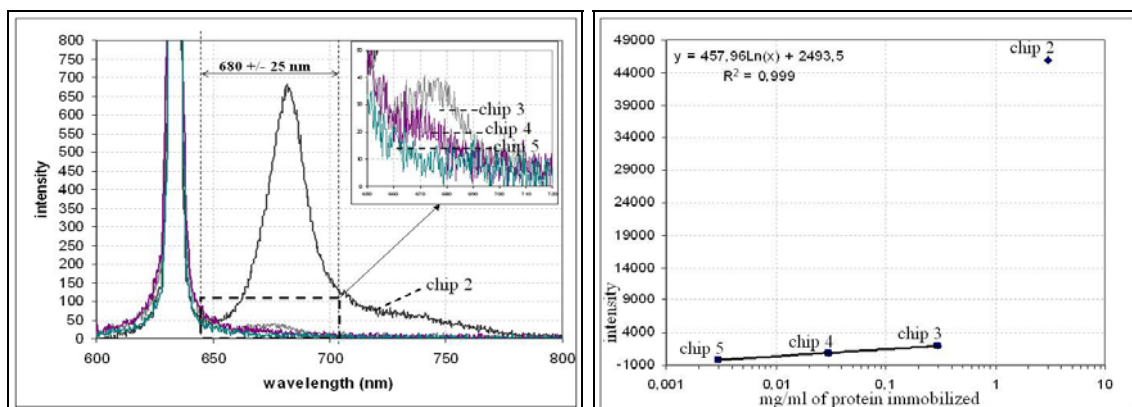 800
750
700
650
600
550
500
450
400
350
300
250
200
150
100
50
0
intensity
680 +/- 25 nm
chip 3
chip 4
chip 5
chip 2
600 650 700 750 800
wavelength (nm)
y = 457,96Ln(x) + 2493,5
R² = 0,999
49000
44000
39000
34000
29000
24000
19000
14000
9000
4000
-1000
intensity
chip 2
chip 5
chip 4
chip 3
0,001 0,01 0,1 1 10
mg/ml of protein immobilized